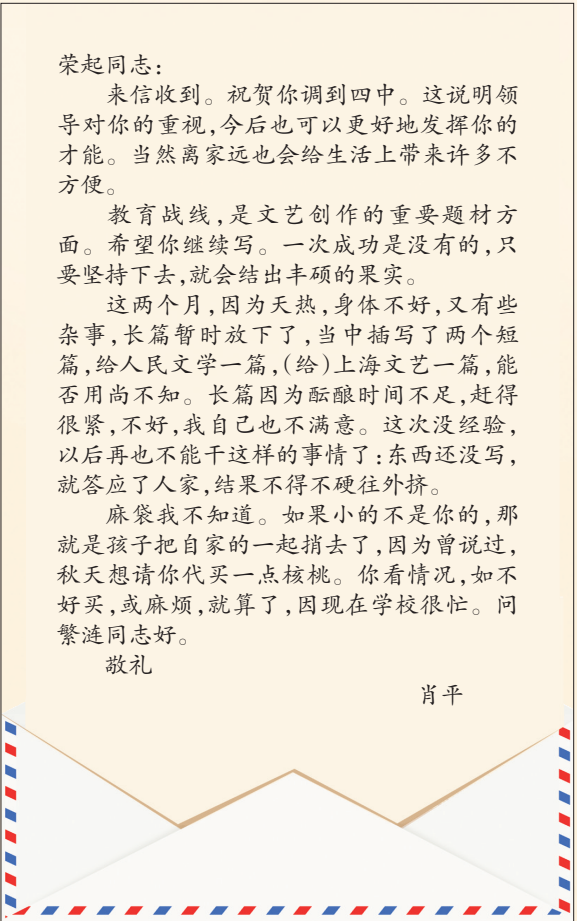 荣起同志:
来信收到。祝贺你调到四中。这说明领
导对你的重视,今后也可以更好地发挥你的
才能。当然离家远也会给生活上带来许多不
方便。
教育战线,是文艺创作的重要题材方
面。希望你继续写。一次成功是没有的,只
要坚持下去,就会结出丰硕的果实。
这两个月,因为天热,身体不好,又有些
杂事,长篇暂时放下了,当中插写了两个短
篇,给人民文学一篇,(给)上海文艺一篇,能
否用尚不知。长篇因为酝酿时间不足,赶得
很紧,不好,我自己也不满意。这次没经验,
以后再也不能干这样的事情了:东西还没写,
就答应了人家,结果不得不硬往外挤。
麻袋我不知道。如果小的不是你的,那
就是孩子把自家的一起捎去了,因为曾说过,
秋天想请你代买一点核桃。你看情况,如不
好买,或麻烦,就算了,因现在学校很忙。问
繁涟同志好。
敬礼
肖平